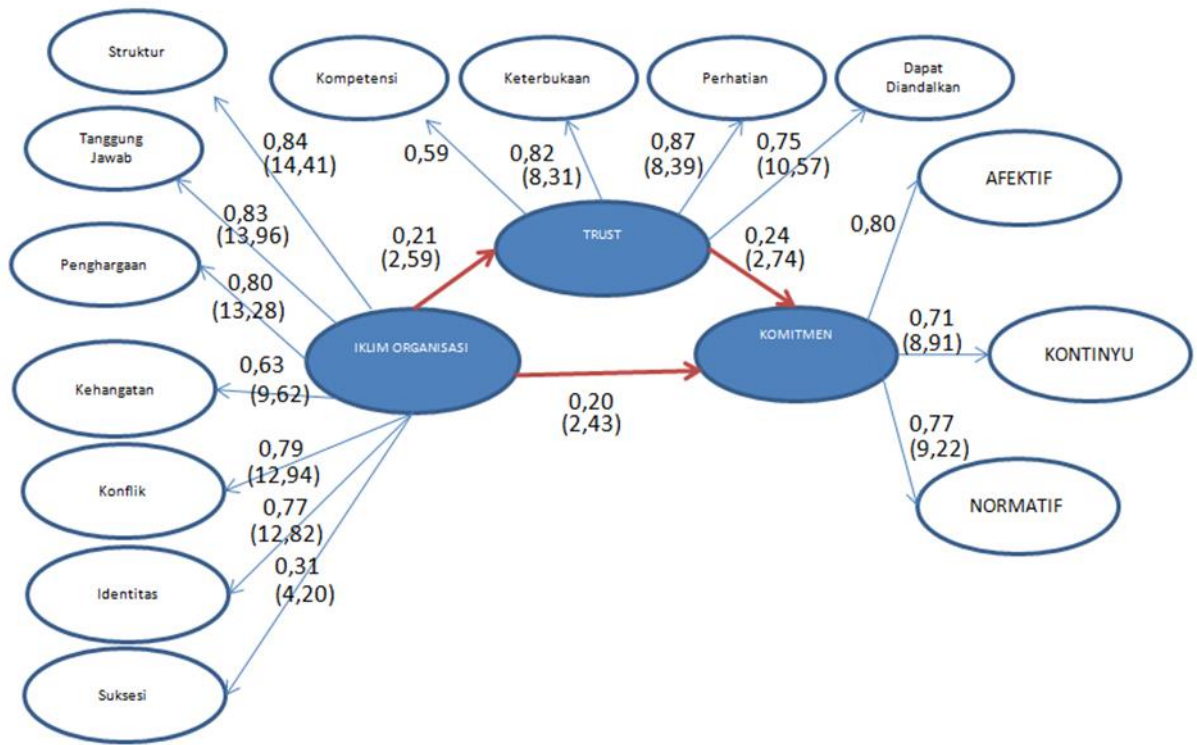 Struktur
Kompetensi
Keterbukaan
Perhatian
Dapat
Diandalkan
Tanggung
Jawab
0,84
(14,41)
0,59
0,82
(8,31)
0,87
(8,39)
0,75
(10,57)
AFEKTIF
0,83
(13,96)
0,80
Penghargaan
0,21
(2,59)
TRUST
0,24
(2,74)
0,80
(13,28)
IKLIM ORGANISASI
KOMITMEN
0,71
(8,91)
KONTINYU
Kehangatan
0,63
(9,62)
0,20
(2,43)
0,77
(9,22)
Konflik
0,79
(12,94)
NORMATIF
0,77
(12,82)
Identitas
0,31
(4,20)
Suksesi